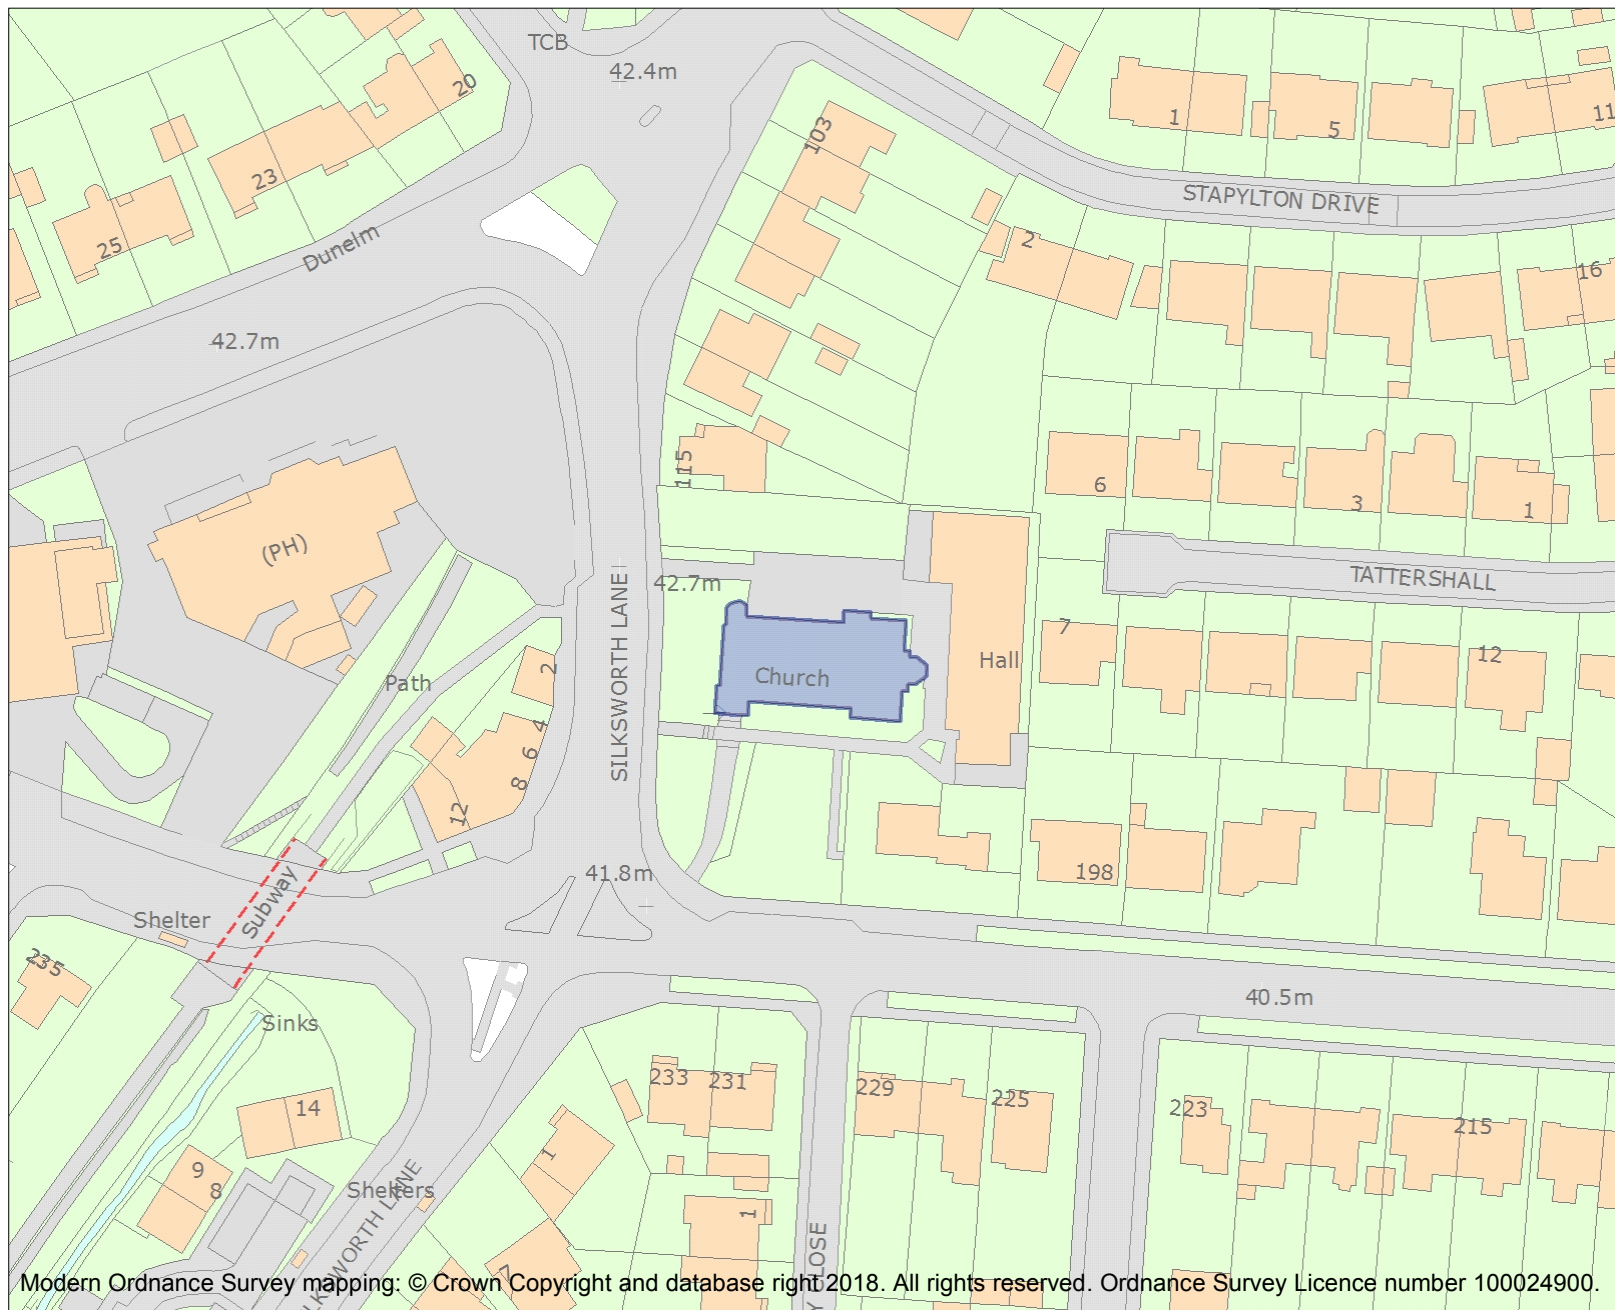 TCB
42.4m
20
103
1
5
11
23
STAPYLTON DRIVE
25
Dunelm
2
16
42.7m
115
6
3
1
(PH)
TATTERSHALL
42.7m
SILKSWORTH LANE
7
Hall
12
Church
Path
2
4
6
8
12
198
41.8m
Subway
Shelter
235
40.5m
Sinks
233
231
229
225
223
215
14
1
9
8
Shelters
LKSWORTH LANE
1
7
Y CLOSE
Modern Ordnance Survey mapping: © Crown Copyright and database right 2018. All rights reserved. Ordnance Survey Licence number 100024900.